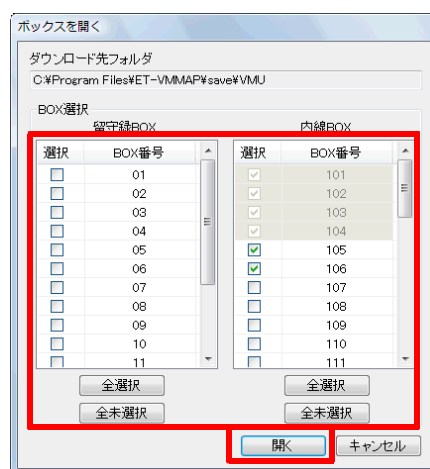 ボックスを開く
ダウンロード先フォルダ
C:¥Program Files¥ET-VMMAP¥save¥VMU
BOX選択
留守録BOX 内線BOX
選択 BOX番号 選択 BOX番号
01 101
02 102
03 103
04 104
05 105
06 106
07 107
08 108
09 109
10 110
11 111
全選択 全選択
全未選択 全未選択
開く キャンセル